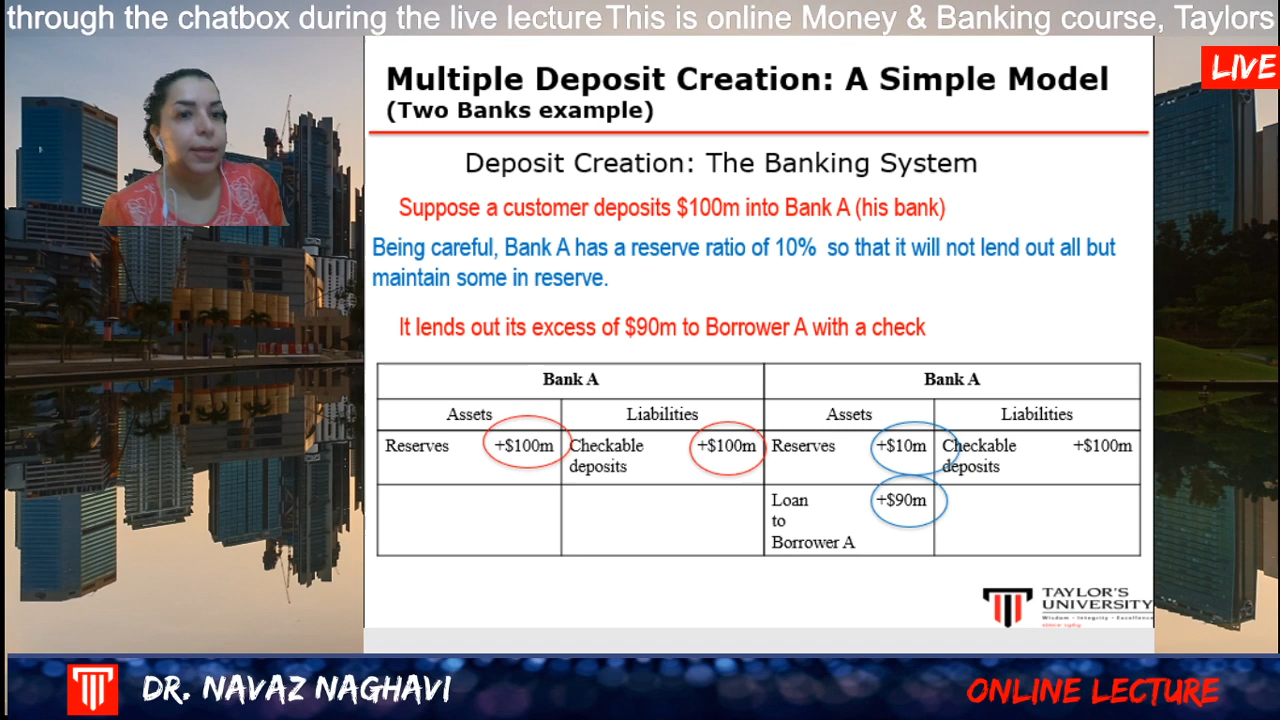 through the chatbox during the live lecture This is online Money & Banking course, Taylors
LIVE
Multiple Deposit Creation: A Simple Model
(Two Banks example)
Deposit Creation: The Banking System
Suppose a customer deposits $100m into Bank A (his bank)
Being careful, Bank A has a reserve ratio of 10% so that it will not lend out all but
maintain some in reserve.
It lends out its excess of $90m to Borrower A with a check
Bank A Bank A
Assets Liabilities Assets Liabilities
Reserves +$100m Checkable +$100m Reserves +$10m Checkable +$100m
deposits deposits
Loan +$90m
to
Borrower A
TAYLOR'S
UNIVERSITY
Wisdom · Integrity · Excellence
since 1969
DR. NAVAZ NAGHAVI
ONLINE LECTURE